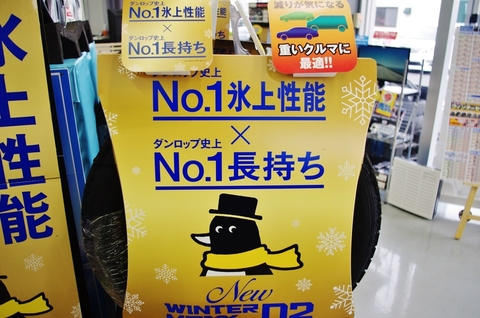 ダンロップ史上
No.1氷上性能
×
ダンロップ史上
No.1長持ち
減りが気になる
重いクルマに
最適!!
ダンロップ史上
No.1氷上性能
×
ダンロップ史上
No.1長持ち
New
WINTER
02
氷上性能